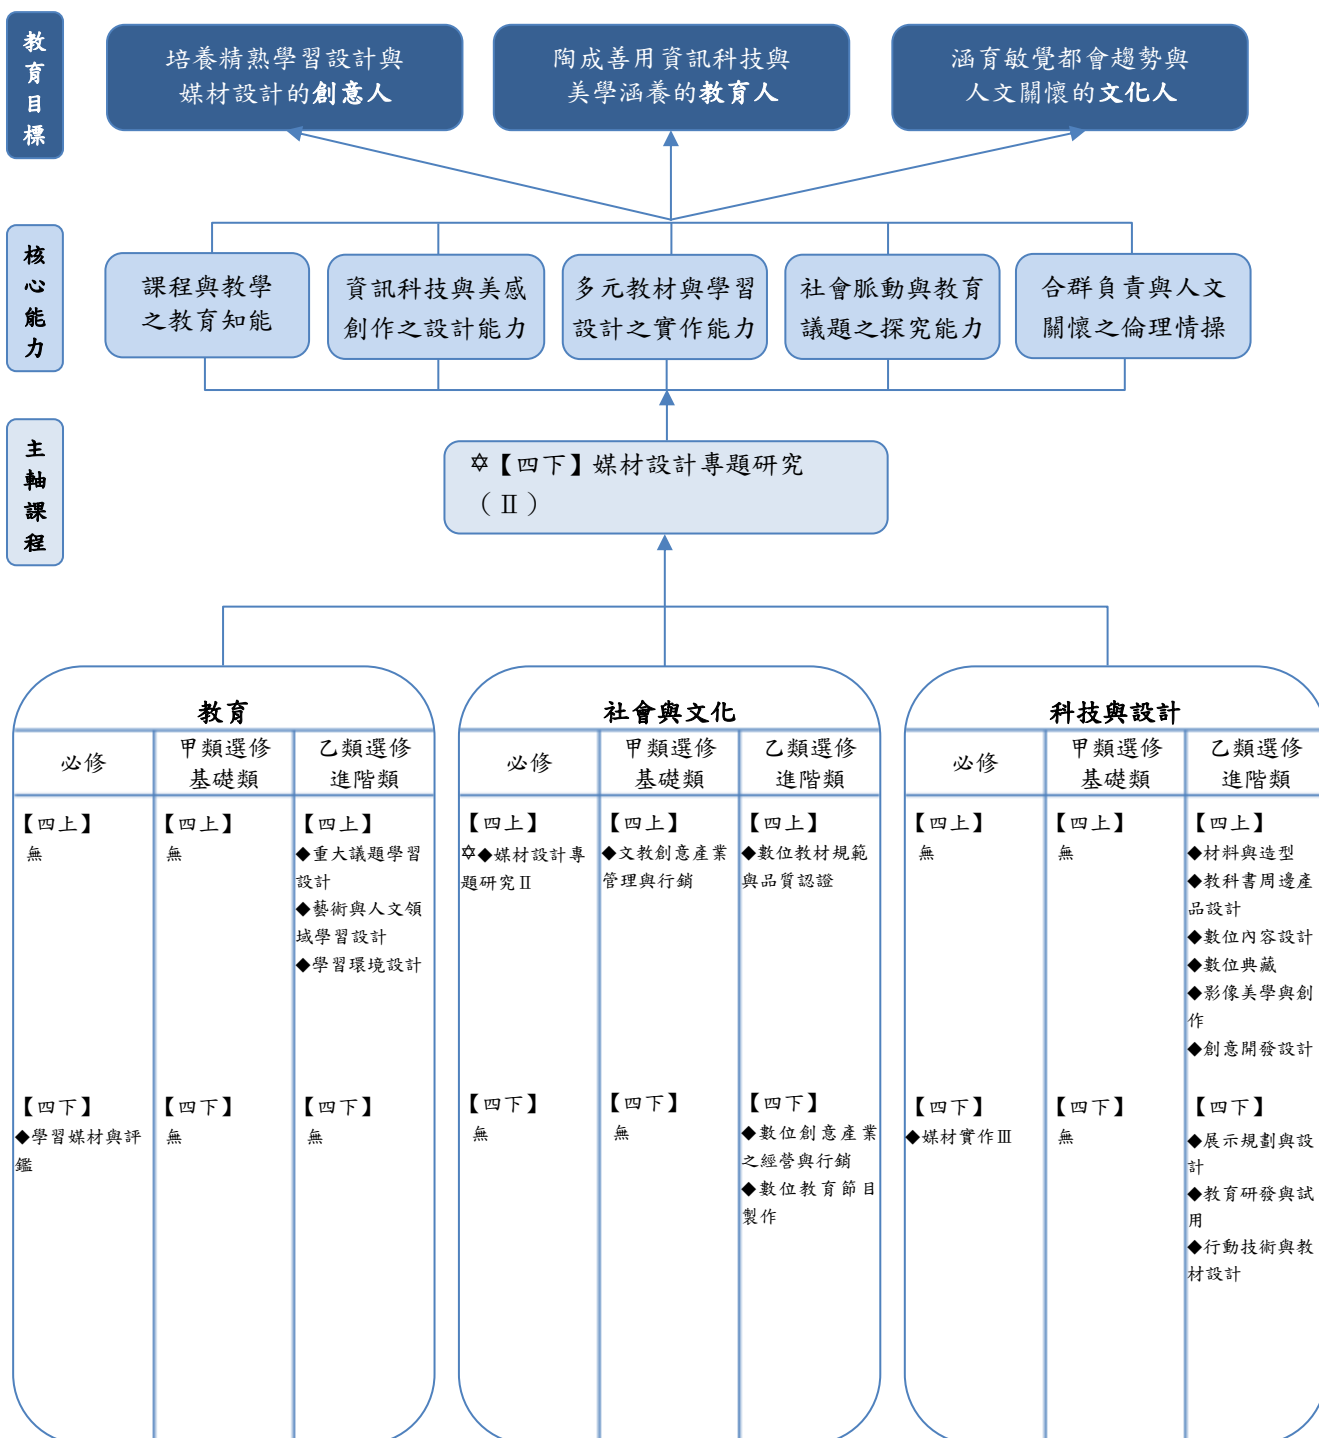 教
育
目
標
培養精熟學習設計與
媒材設計的創意人
陶成善用資訊科技與
美學涵養的教育人
涵育敏覺都會趨勢與
人文關懷的文化人
核
心
能
力
課程與教學
之教育知能
資訊科技與美感
創作之設計能力
多元教材與學習
設計之實作能力
社會脈動與教育
議題之探究能力
合群負責與人文
關懷之倫理情操
主
軸
課
程
✡【四下】媒材設計專題研究
（Ⅱ）
教育
必修
甲類選修
基礎類
乙類選修
進階類
【四上】
無
【四上】
無
【四上】
◆重大議題學習
設計
◆藝術與人文領
域學習設計
◆學習環境設計
【四下】
◆學習媒材與評
鑑
【四下】
無
【四下】
無
社會與文化
必修
甲類選修
基礎類
乙類選修
進階類
【四上】
✡◆媒材設計專
題研究Ⅱ
【四上】
◆文教創意產業
管理與行銷
【四上】
◆數位教材規範
與品質認證
【四下】
無
【四下】
無
【四下】
◆數位創意產業
之經營與行銷
◆數位教育節目
製作
科技與設計
必修
甲類選修
基礎類
乙類選修
進階類
【四上】
無
【四上】
無
【四上】
◆材料與造型
◆教科書周邊產
品設計
◆數位內容設計
◆數位典藏
◆影像美學與創
作
◆創意開發設計
【四下】
◆媒材實作Ⅲ
【四下】
無
【四下】
◆展示規劃與設
計
◆教育研發與試
用
◆行動技術與教
材設計